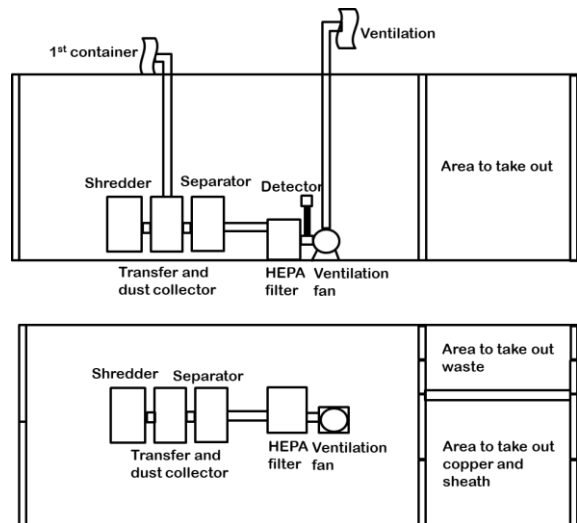 1st container
Ventilation
Shredder
Separator
Detector
Area to take out
Transfer and
dust collector
HEPA
filter
Ventilation
fan
Area to take out
waste
Shredder
Separator
Transfer and
dust collector
HEPA
filter
Ventilation
fan
Area to take out
copper and
sheath